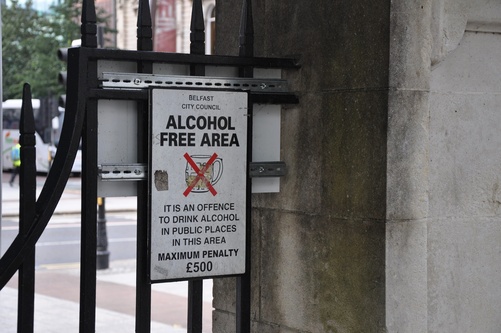 BELFAST
CITY COUNCIL
ALCOHOL
FREE AREA
IT IS AN OFFENCE
TO DRINK ALCOHOL
IN PUBLIC PLACES
IN THIS AREA
MAXIMUM PENALTY
£500